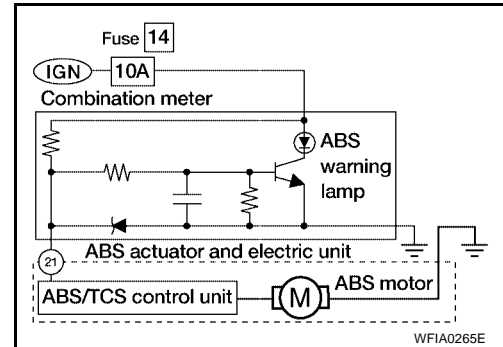 Fuse 14
IGN 10A
Combination meter
ABS
warning
lamp
ABS actuator and electric unit
21
ABS/TCS control unit
M
ABS motor
WFIA0265E